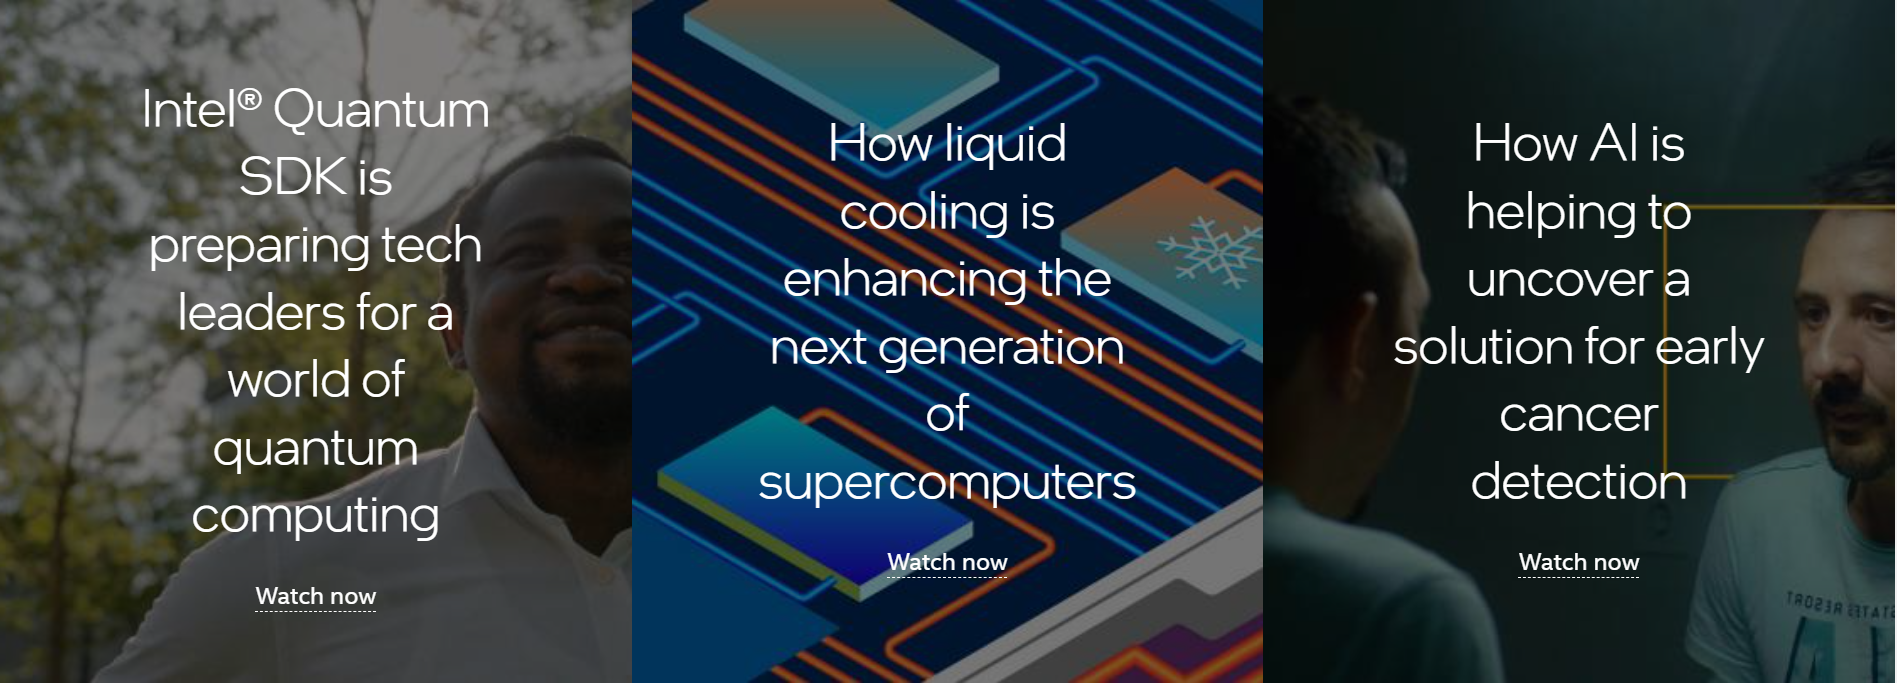 Intel® Quantum
SDK is
preparing tech
leaders for a
world of
quantum
computing
Watch now
How liquid
cooling is
enhancing the
next generation
of
supercomputers
Watch now
How AI is
helping to
uncover a
solution for early
cancer
detection
Watch now
STATES RESORT